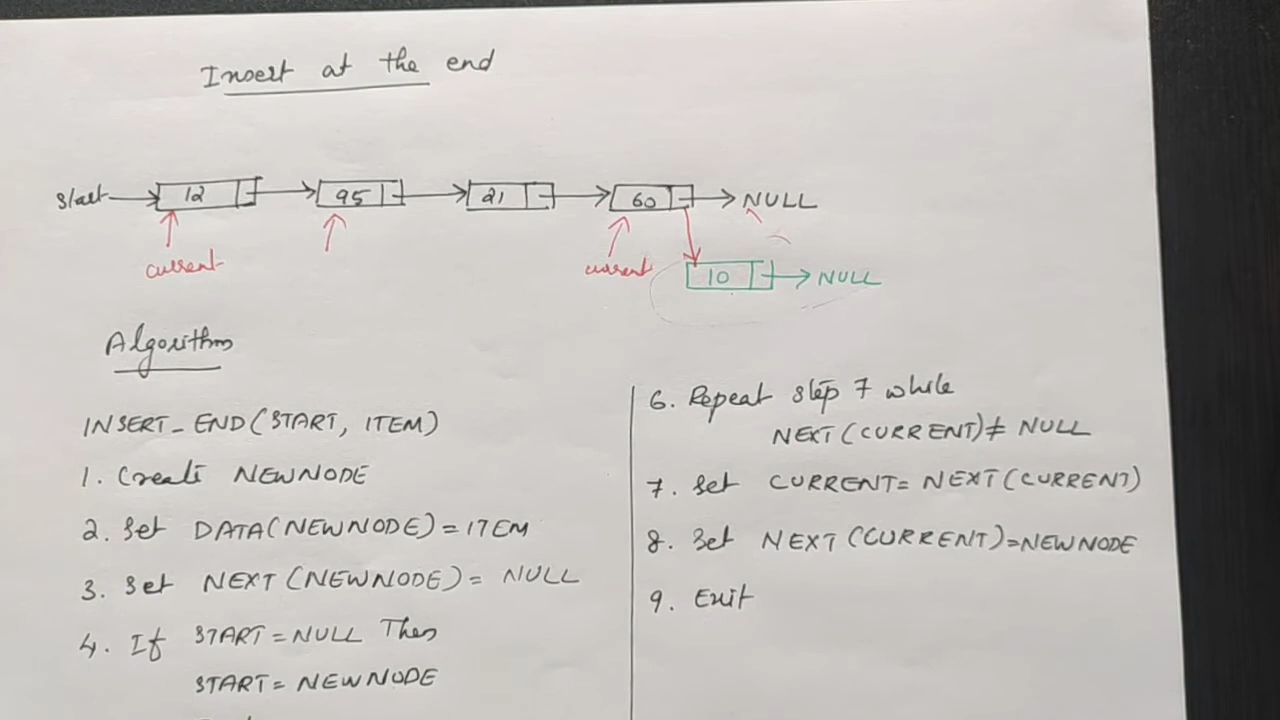 Insert at the end
Start 12 95 21 60 NULL
current current
10 NULL
Algorithm
INSERT_END(START, ITEM)
1. Create NEWNODE
2. Set DATA(NEWNODE)=ITEM
3. Set NEXT(NEWNODE)= NULL
4. If START=NULL Then
START= NEWNODE
6. Repeat step 7 while
NEXT(CURRENT)≠ NULL
7. Set CURRENT= NEXT(CURRENT)
8. Set NEXT(CURRENT)=NEWNODE
9. Exit